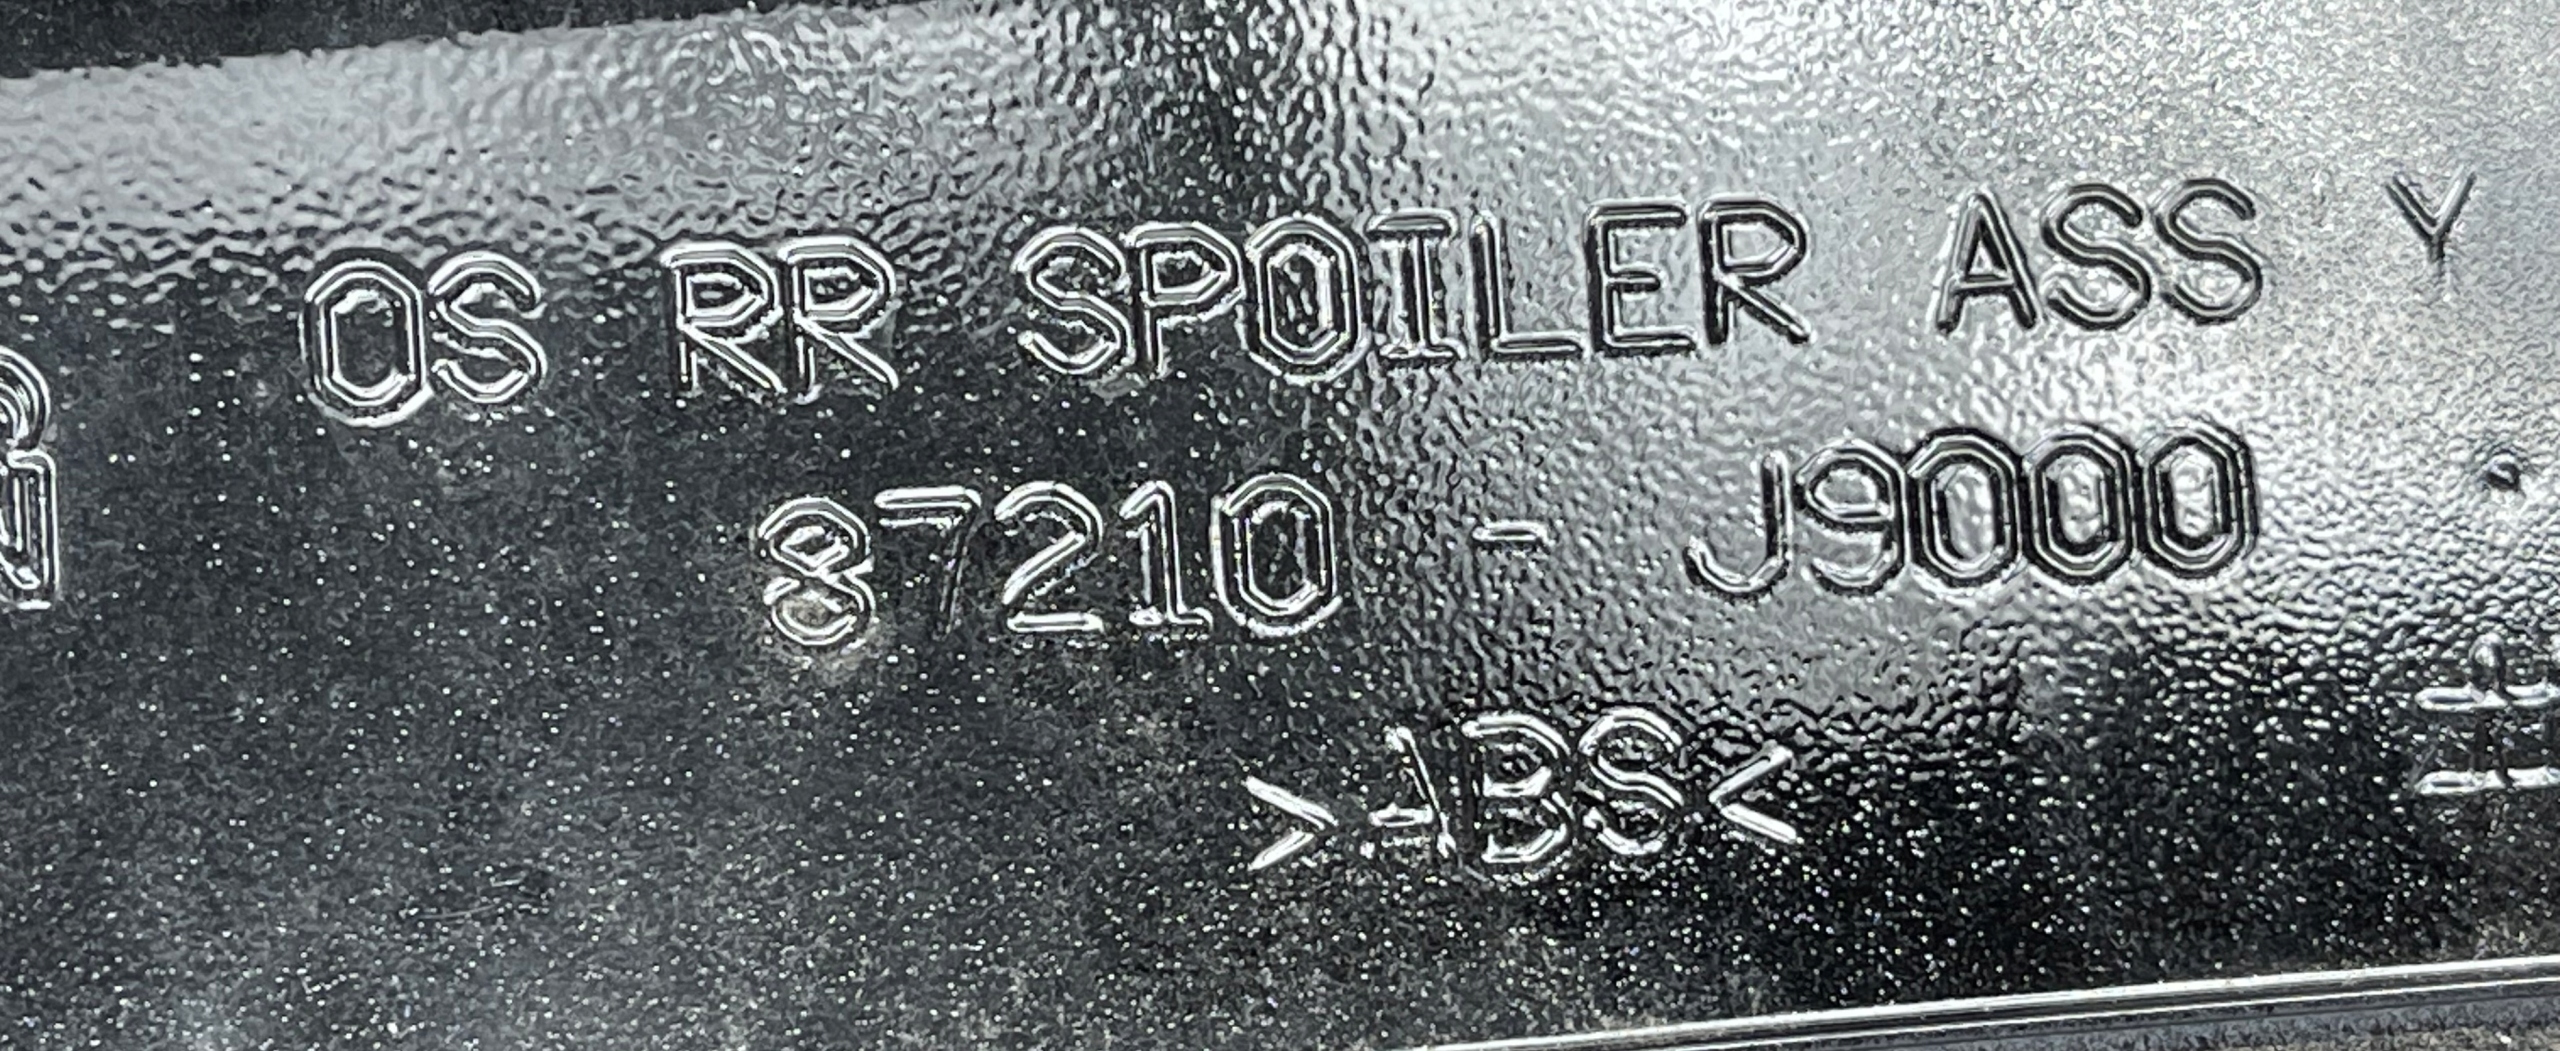 OS RR SPOILER ASS Y
87210 - J9000
>ABS<